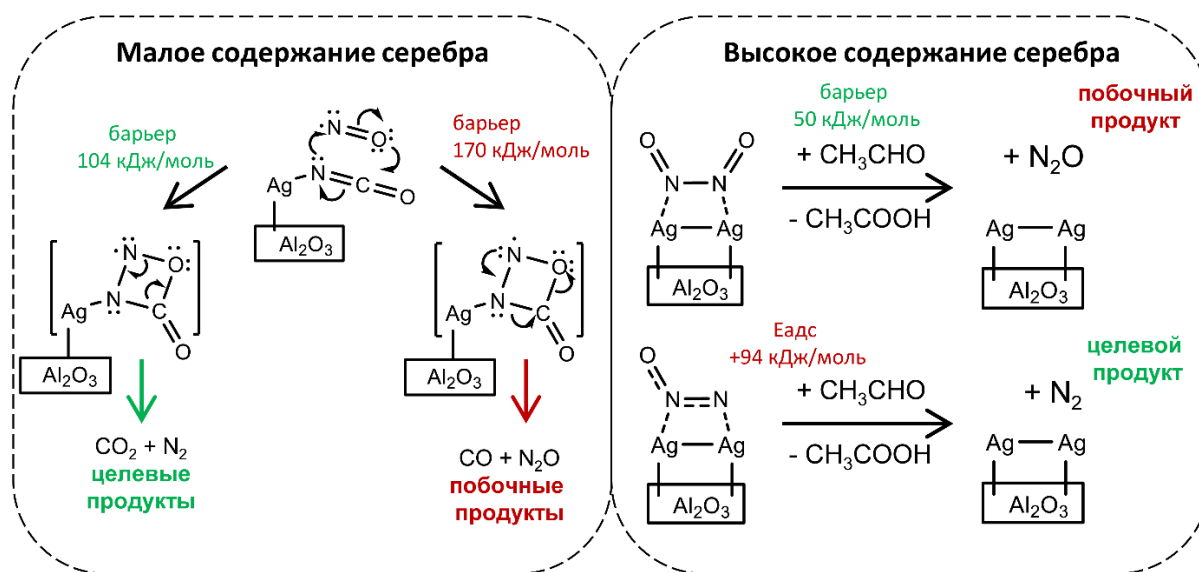 Малое содержание серебра
барьер
104 кДж/моль
N=O
барьер
170 кДж/моль
Ag
N=C=O
Al₂O₃
N
O
Ag
N
C
O
Al₂O₃
CO₂ + N₂
целевые
продукты
N
O
Ag
N
C
O
Al₂O₃
CO + N₂O
побочные
продукты
Высокое содержание серебра
барьер
50 кДж/моль
побочный
продукт
O
O
N
N
Ag
Ag
Al₂O₃
+ CH₃CHO
- CH₃COOH
+ N₂O
Ag
Ag
Al₂O₃
Eадс
+94 кДж/моль
целевой
продукт
O
N
N
Ag
Ag
Al₂O₃
+ CH₃CHO
- CH₃COOH
+ N₂
Ag
Ag
Al₂O₃